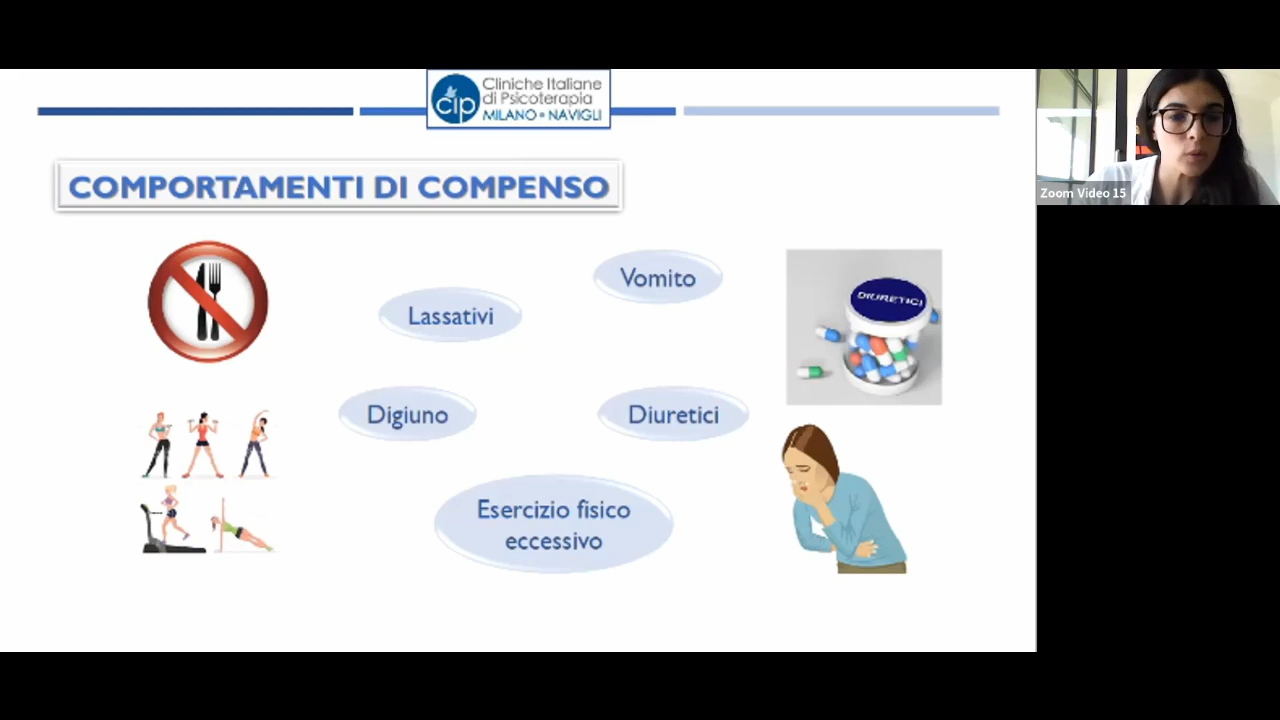 cip
Cliniche Italiane
di Psicoterapia
MILANO • NAVIGLI
COMPORTAMENTI DI COMPENSO
Zoom Video 15
Vomito
Lassativi
DIURETICI
Digiuno
Diuretici
Esercizio fisico
eccessivo